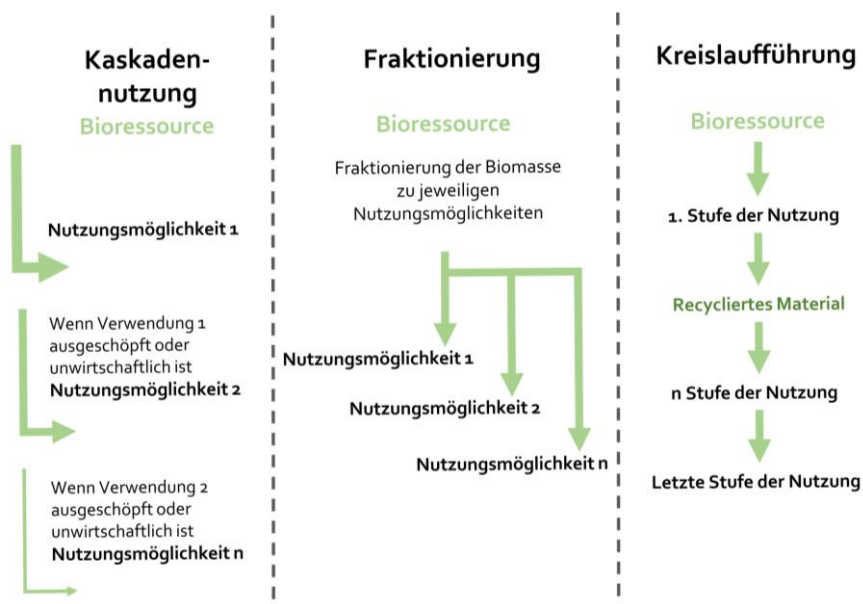 Kaskaden-
nutzung
Bioressource
Nutzungsmöglichkeit 1
Wenn Verwendung 1
ausgeschöpft oder
unwirtschaftlich ist
Nutzungsmöglichkeit 2
Wenn Verwendung 2
ausgeschöpft oder
unwirtschaftlich ist
Nutzungsmöglichkeit n
Fraktionierung
Bioressource
Fraktionierung der Biomasse
zu jeweiligen
Nutzungsmöglichkeiten
Nutzungsmöglichkeit 1
Nutzungsmöglichkeit 2
Nutzungsmöglichkeit n
Kreislaufführung
Bioressource
1. Stufe der Nutzung
Recycliertes Material
n Stufe der Nutzung
Letzte Stufe der Nutzung